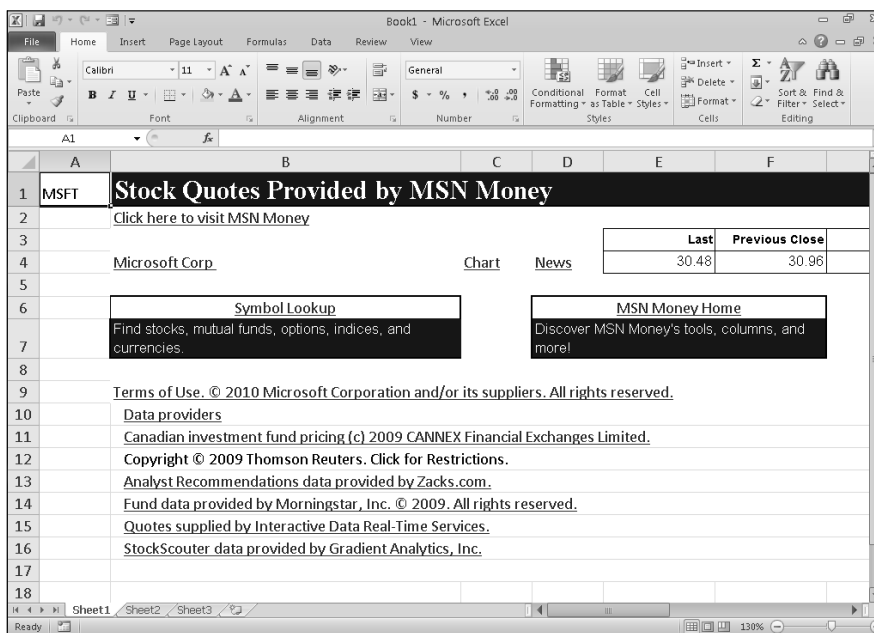 Book1 - Microsoft Excel
File Home Insert Page Layout Formulas Data Review View
Paste
Calibri 11 A A
B I U A
General
$ % , .0 .00 .00 .0
Conditional Formatting
Format as Table
Cell Styles
Insert
Delete
Format
Σ
Sort & Filter
Find & Select
Clipboard Font Alignment Number Styles Cells Editing
A1 fx
A B C D E F
1 MSFT Stock Quotes Provided by MSN Money
2 Click here to visit MSN Money
3 Last Previous Close
4 Microsoft Corp Chart News 30.48 30.96
5
6 Symbol Lookup MSN Money Home
7 Find stocks, mutual funds, options, indices, and currencies. Discover MSN Money's tools, columns, and more!
8
9 Terms of Use. © 2010 Microsoft Corporation and/or its suppliers. All rights reserved.
10 Data providers
11 Canadian investment fund pricing (c) 2009 CANNEX Financial Exchanges Limited.
12 Copyright © 2009 Thomson Reuters. Click for Restrictions.
13 Analyst Recommendations data provided by Zacks.com.
14 Fund data provided by Morningstar, Inc. © 2009. All rights reserved.
15 Quotes supplied by Interactive Data Real-Time Services.
16 StockScouter data provided by Gradient Analytics, Inc.
17
18
Sheet1 Sheet2 Sheet3
Ready 130%